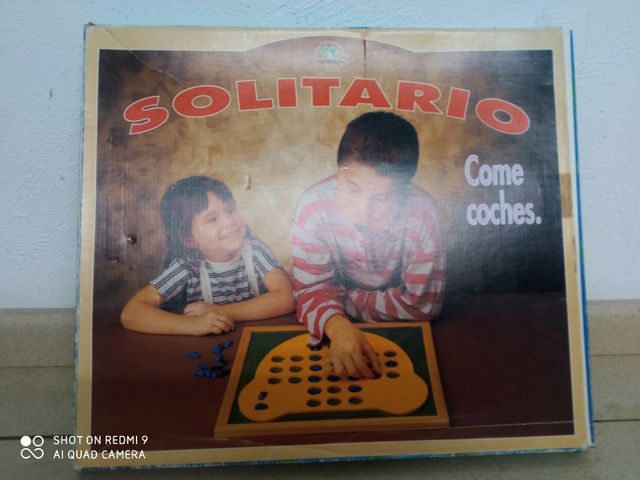 SOLITARIO
Come
coches.
SHOT ON REDMI 9
AI QUAD CAMERA